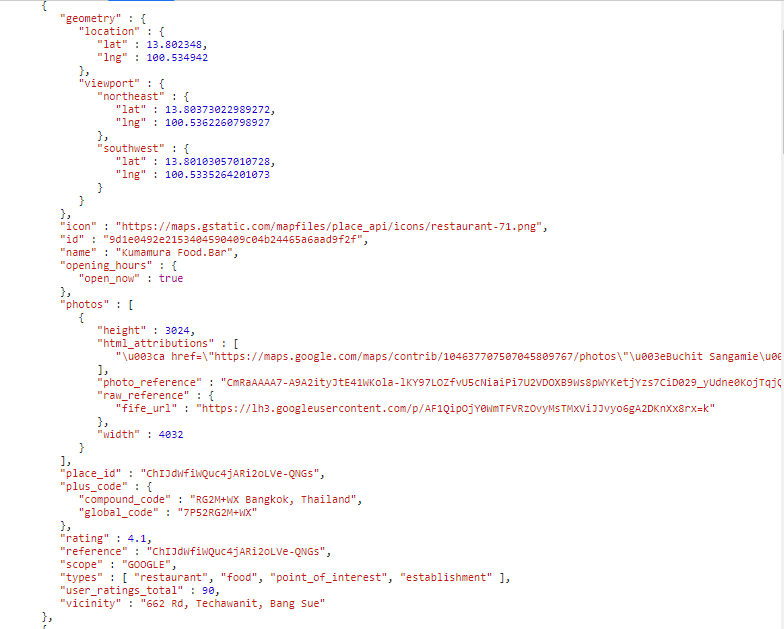 {
"geometry" : {
"location" : {
"lat" : 13.802348,
"lng" : 100.534942
},
"viewport" : {
"northeast" : {
"lat" : 13.80373022989272,
"lng" : 100.5362260798927
},
"southwest" : {
"lat" : 13.80103057010728,
"lng" : 100.5335264201073
}
}
},
"icon" : "https://maps.gstatic.com/mapfiles/place_api/icons/restaurant-71.png",
"id" : "9d1e0492e2153404590409c04b24465a6aad9f2f",
"name" : "Kumamura Food.Bar",
"opening_hours" : {
"open_now" : true
},
"photos" : [
{
"height" : 3024,
"html_attributions" : [
"\u003ca href=\"https://maps.google.com/maps/contrib/104637707507045809767/photos\"\u003eBuchit Sangamie\u00
],
"photo_reference" : "CmRaAAAA7-A9A2ityJtE41WKola-lKY97LOZfvU5cNiaiPi7U2VDOXB9Ws8pWYKetjYzs7CiD029_yUdne0KojTqjQ
"raw_reference" : {
"fife_url" : "https://lh3.googleusercontent.com/p/AF1QipOjY0WmTFVRzOvyMsTMxViJJvyo6gA2DKnXx8rx=k"
},
"width" : 4032
}
],
"place_id" : "ChIJdWfiWQuc4jARi2oLVe-QNGs",
"plus_code" : {
"compound_code" : "RG2M+WX Bangkok, Thailand",
"global_code" : "7P52RG2M+WX"
},
"rating" : 4.1,
"reference" : "ChIJdWfiWQuc4jARi2oLVe-QNGs",
"scope" : "GOOGLE",
"types" : [ "restaurant", "food", "point_of_interest", "establishment" ],
"user_ratings_total" : 90,
"vicinity" : "662 Rd, Techawanit, Bang Sue"
},